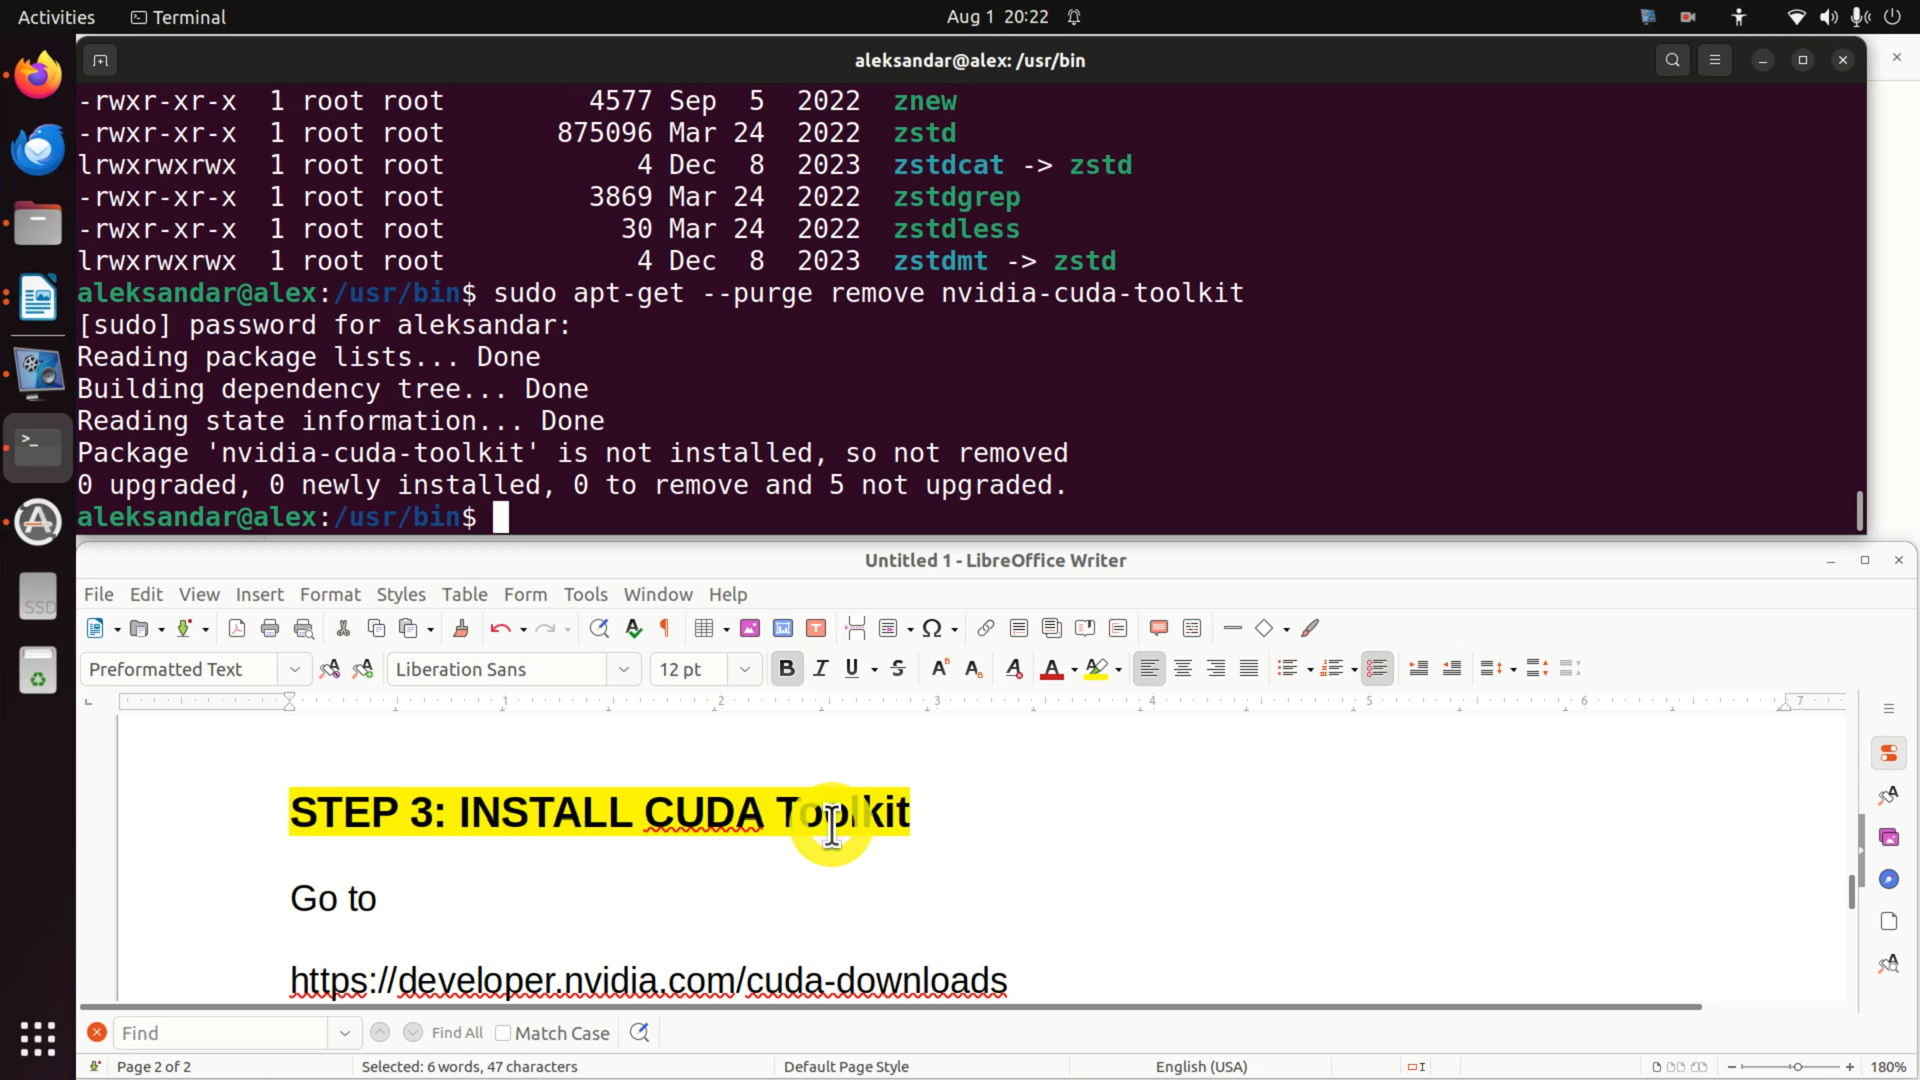 Activities Terminal Aug 1 20:22
aleksandar@alex: /usr/bin
-rwxr-xr-x 1 root root 4577 Sep 5 2022 znew
-rwxr-xr-x 1 root root 875096 Mar 24 2022 zstd
lrwxrwxrwx 1 root root 4 Dec 8 2023 zstdcat -> zstd
-rwxr-xr-x 1 root root 3869 Mar 24 2022 zstdgrep
-rwxr-xr-x 1 root root 30 Mar 24 2022 zstdless
lrwxrwxrwx 1 root root 4 Dec 8 2023 zstdmt -> zstd
aleksandar@alex:/usr/bin$ sudo apt-get --purge remove nvidia-cuda-toolkit
[sudo] password for aleksandar:
Reading package lists... Done
Building dependency tree... Done
Reading state information... Done
Package 'nvidia-cuda-toolkit' is not installed, so not removed
0 upgraded, 0 newly installed, 0 to remove and 5 not upgraded.
aleksandar@alex:/usr/bin$
SSD
Untitled 1 - LibreOffice Writer
File Edit View Insert Format Styles Table Form Tools Window Help
Preformatted Text Liberation Sans 12 pt
1 2 3 4 5 6 7
STEP 3: INSTALL CUDA Toolkit
Go to
https://developer.nvidia.com/cuda-downloads
Find Find All Match Case
Page 2 of 2 Selected: 6 words, 47 characters Default Page Style English (USA) 180%